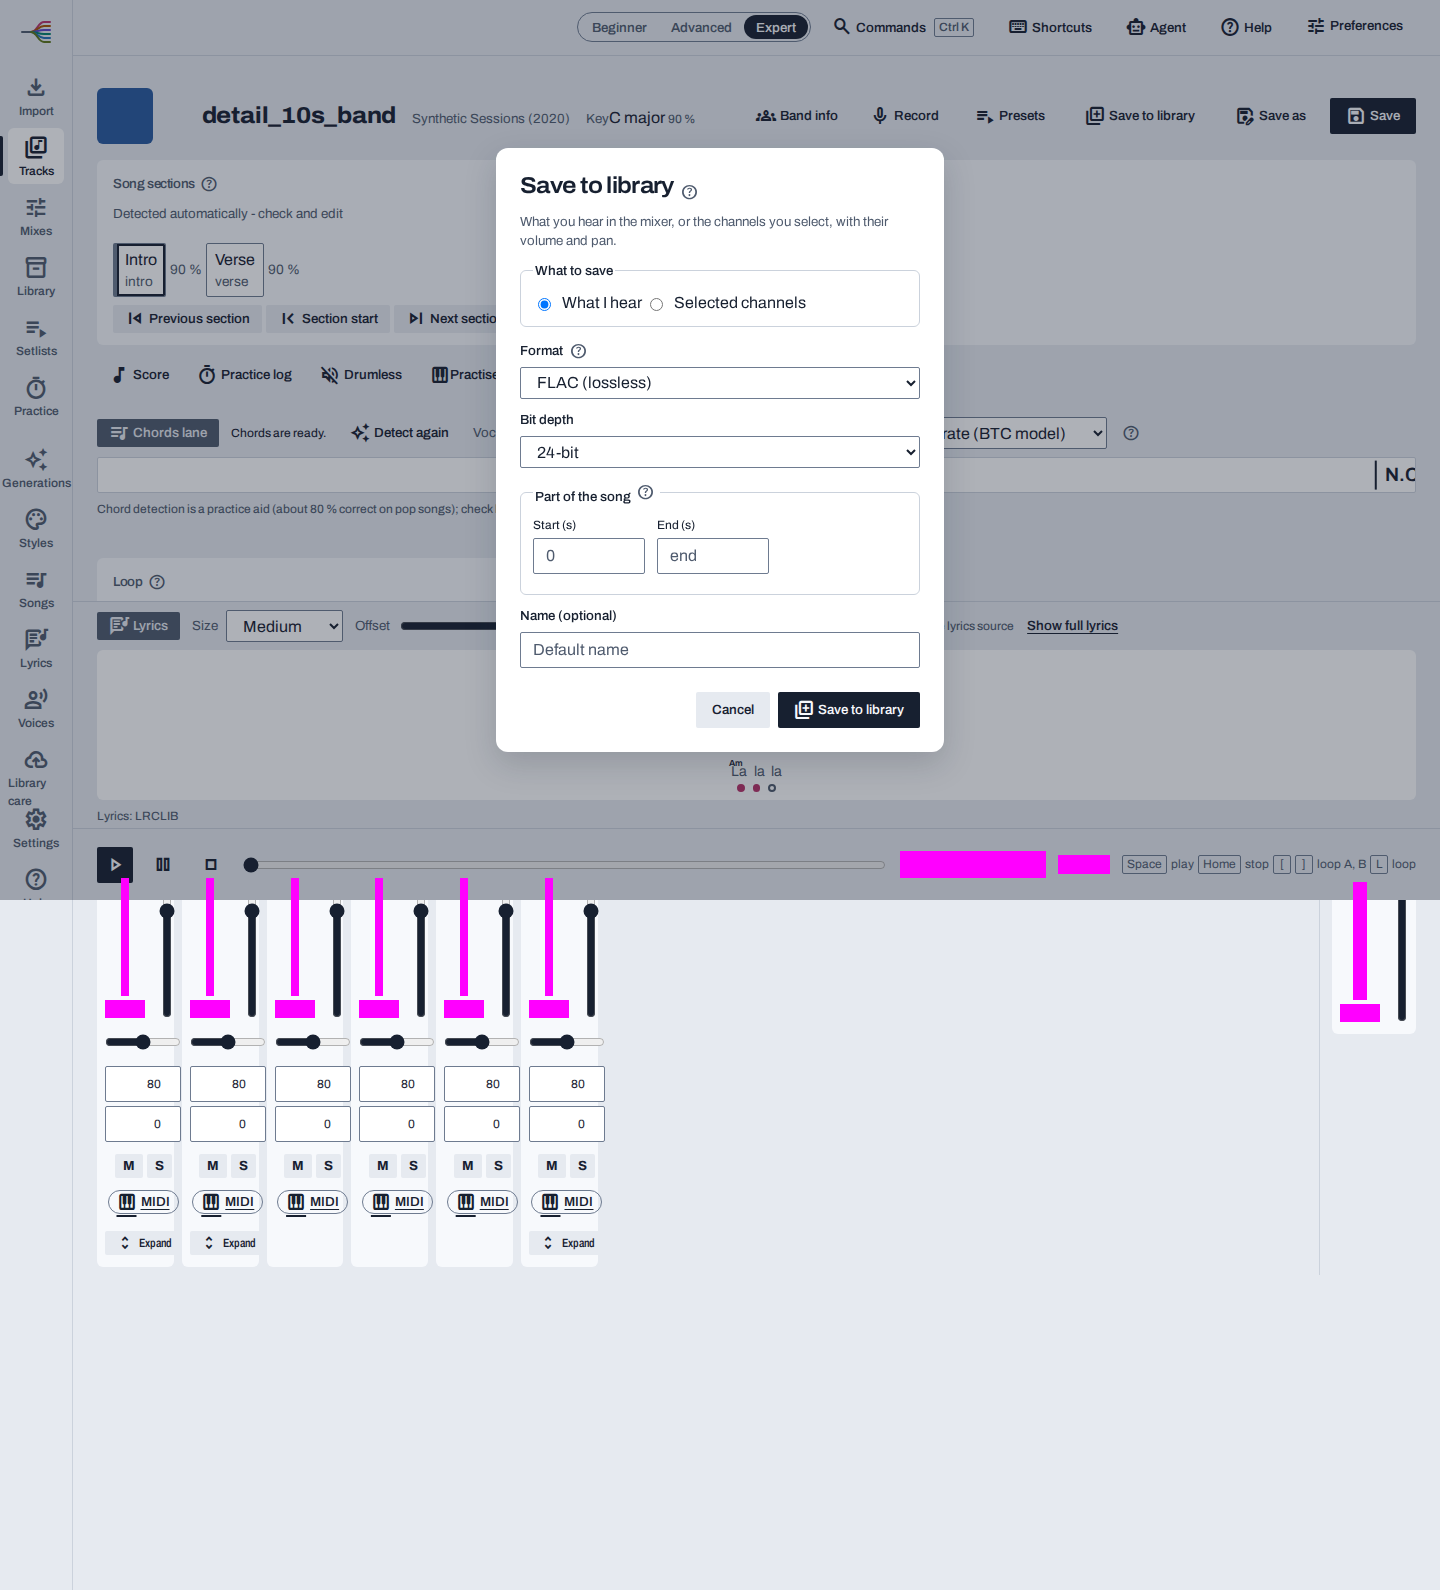 Beginner Advanced Expert Commands Ctrl K Shortcuts Agent Help Preferences
Import
Tracks
Mixes
Library
Setlists
Practice
Generations
Styles
Songs
Lyrics
Voices
Library care
Settings
detail_10s_band Synthetic Sessions (2020) Key C major 90 % Band info Record Presets Save to library Save as Save
Song sections
Detected automatically - check and edit
Intro
intro
90 %
Verse
verse
90 %
Previous section Section start Next section
Score Practice log Drumless Practise
Chords lane Chords are ready. Detect again Voc rate (BTC model)
N.C
Chord detection is a practice aid (about 80 % correct on pop songs); check
Loop
Lyrics Size Medium Offset lyrics source Show full lyrics
Save to library
What you hear in the mixer, or the channels you select, with their
volume and pan.
What to save
What I hear Selected channels
Format
FLAC (lossless)
Bit depth
24-bit
Part of the song
Start (s) End (s)
0 end
Name (optional)
Default name
Cancel Save to library
Am
La la la
Lyrics: LRCLIB
Space play Home stop [ ] loop A, B L loop
80 80 80 80 80 80
0 0 0 0 0 0
M S M S M S M S M S M S
MIDI MIDI MIDI MIDI MIDI MIDI
Expand Expand Expand